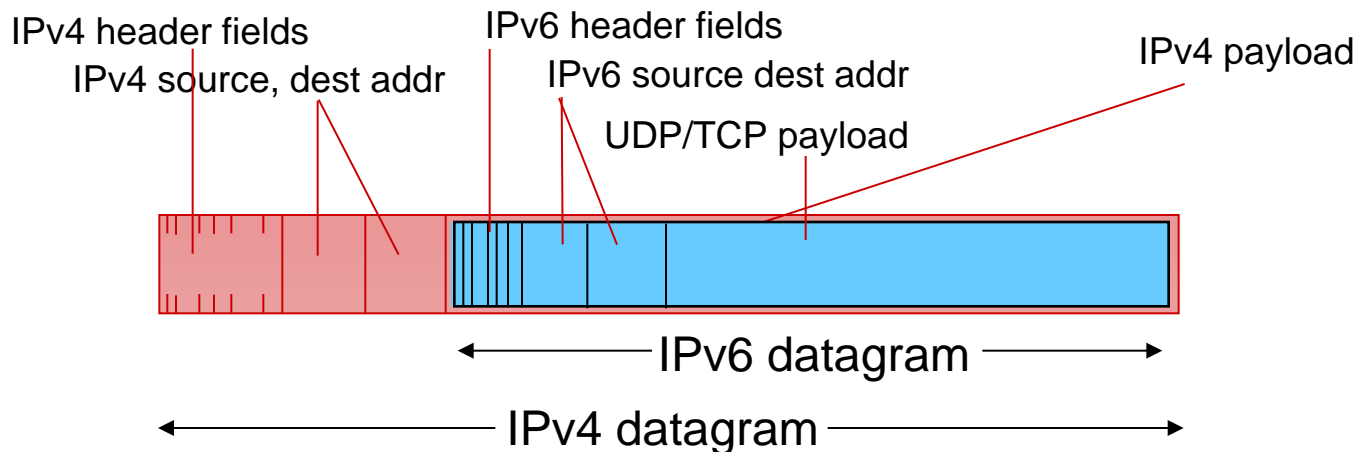 IPv4 header fields
IPv6 header fields
IPv4 payload
IPv4 source, dest addr
IPv6 source dest addr
UDP/TCP payload
IPv6 datagram
IPv4 datagram